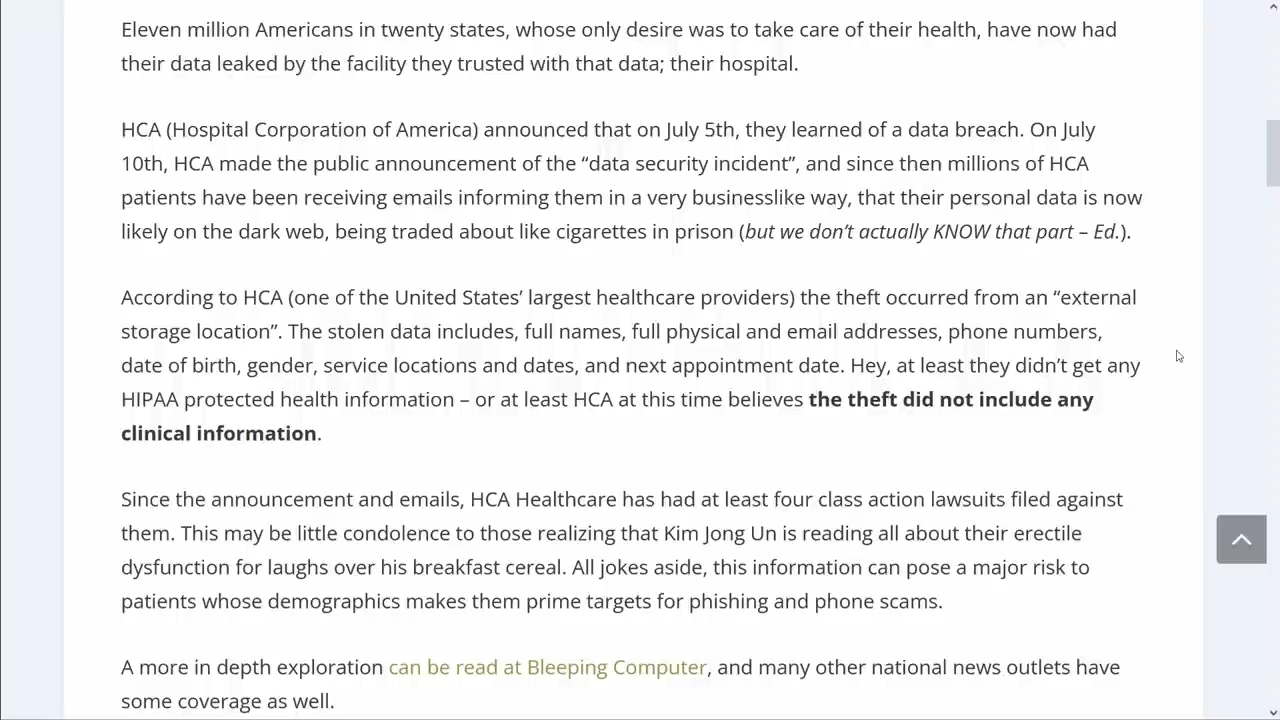 Eleven million Americans in twenty states, whose only desire was to take care of their health, have now had
their data leaked by the facility they trusted with that data; their hospital.
HCA (Hospital Corporation of America) announced that on July 5th, they learned of a data breach. On July
10th, HCA made the public announcement of the “data security incident”, and since then millions of HCA
patients have been receiving emails informing them in a very businesslike way, that their personal data is now
likely on the dark web, being traded about like cigarettes in prison (but we don’t actually KNOW that part – Ed.).
According to HCA (one of the United States’ largest healthcare providers) the theft occurred from an “external
storage location”. The stolen data includes, full names, full physical and email addresses, phone numbers,
date of birth, gender, service locations and dates, and next appointment date. Hey, at least they didn’t get any
HIPAA protected health information – or at least HCA at this time believes the theft did not include any
clinical information.
Since the announcement and emails, HCA Healthcare has had at least four class action lawsuits filed against
them. This may be little condolence to those realizing that Kim Jong Un is reading all about their erectile
dysfunction for laughs over his breakfast cereal. All jokes aside, this information can pose a major risk to
patients whose demographics makes them prime targets for phishing and phone scams.
A more in depth exploration can be read at Bleeping Computer, and many other national news outlets have
some coverage as well.